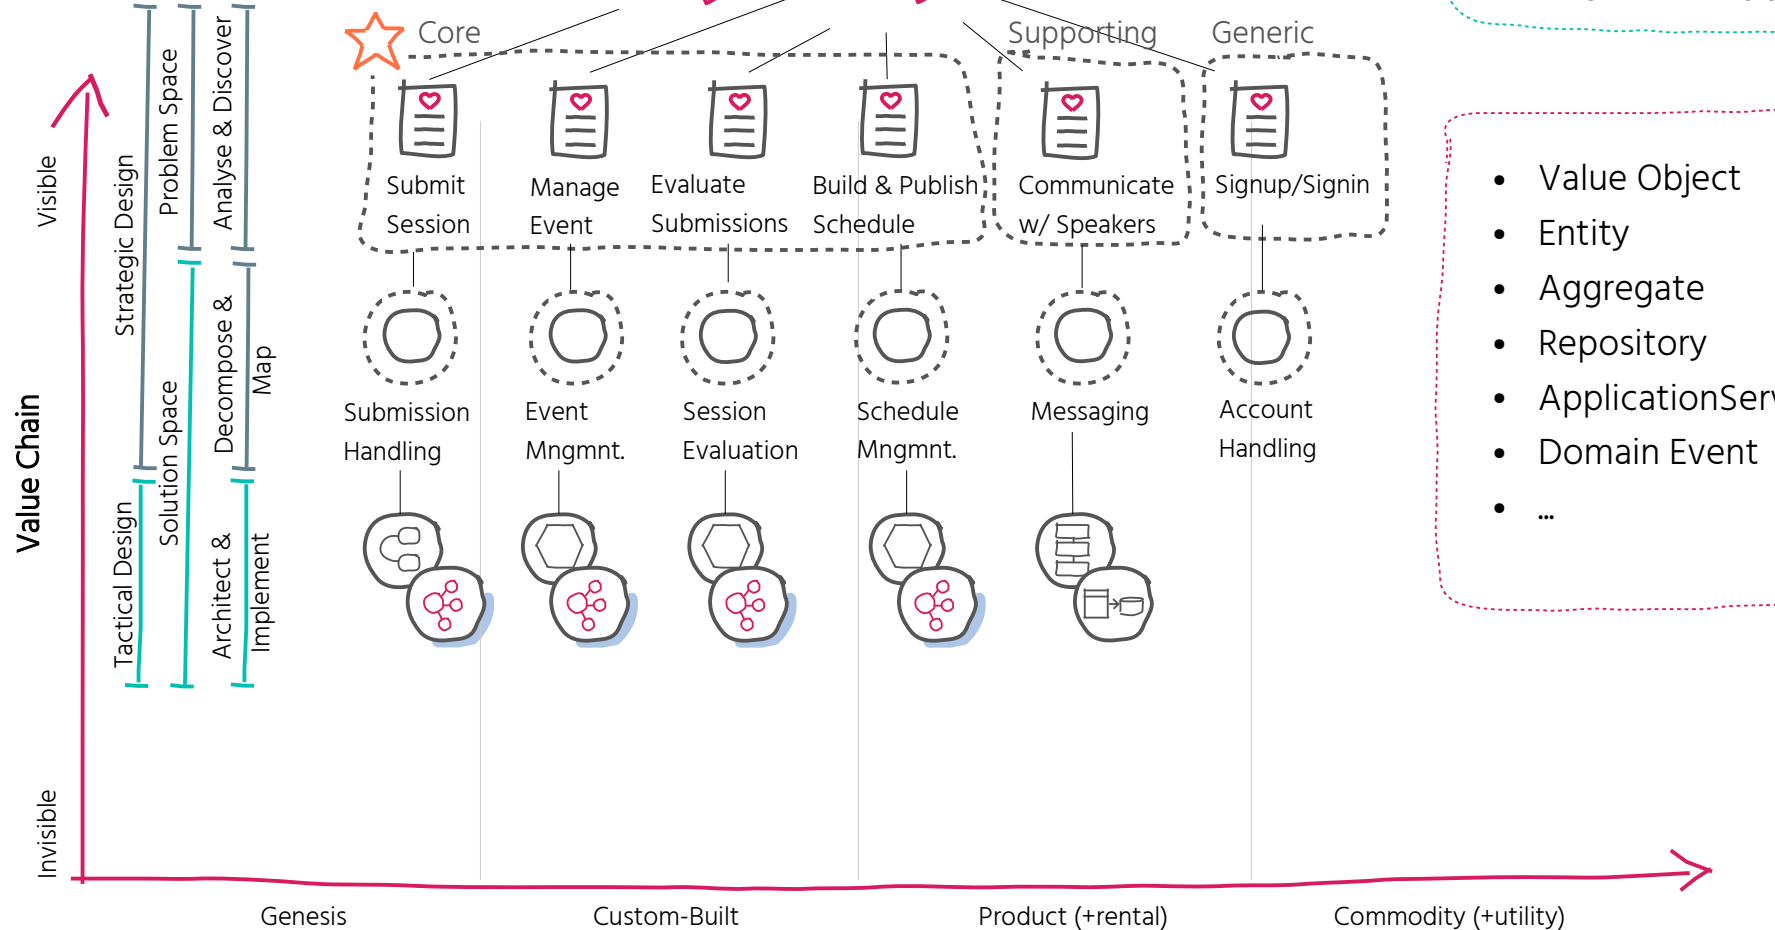 Core
Supporting
Generic
Submit
Session
Manage
Event
Evaluate
Submissions
Build & Publish
Schedule
Communicate
w/ Speakers
Signup/Signin
Submission
Handling
Event
Mngmnt.
Session
Evaluation
Schedule
Mngmnt.
Messaging
Account
Handling
Value Chain
Visible
Invisible
Strategic Design
Tactical Design
Problem Space
Solution Space
Analyse & Discover
Decompose &
Map
Architect &
Implement
Genesis
Custom-Built
Product (+rental)
Commodity (+utility)
• Value Object
• Entity
• Aggregate
• Repository
• ApplicationServ
• Domain Event
• ...